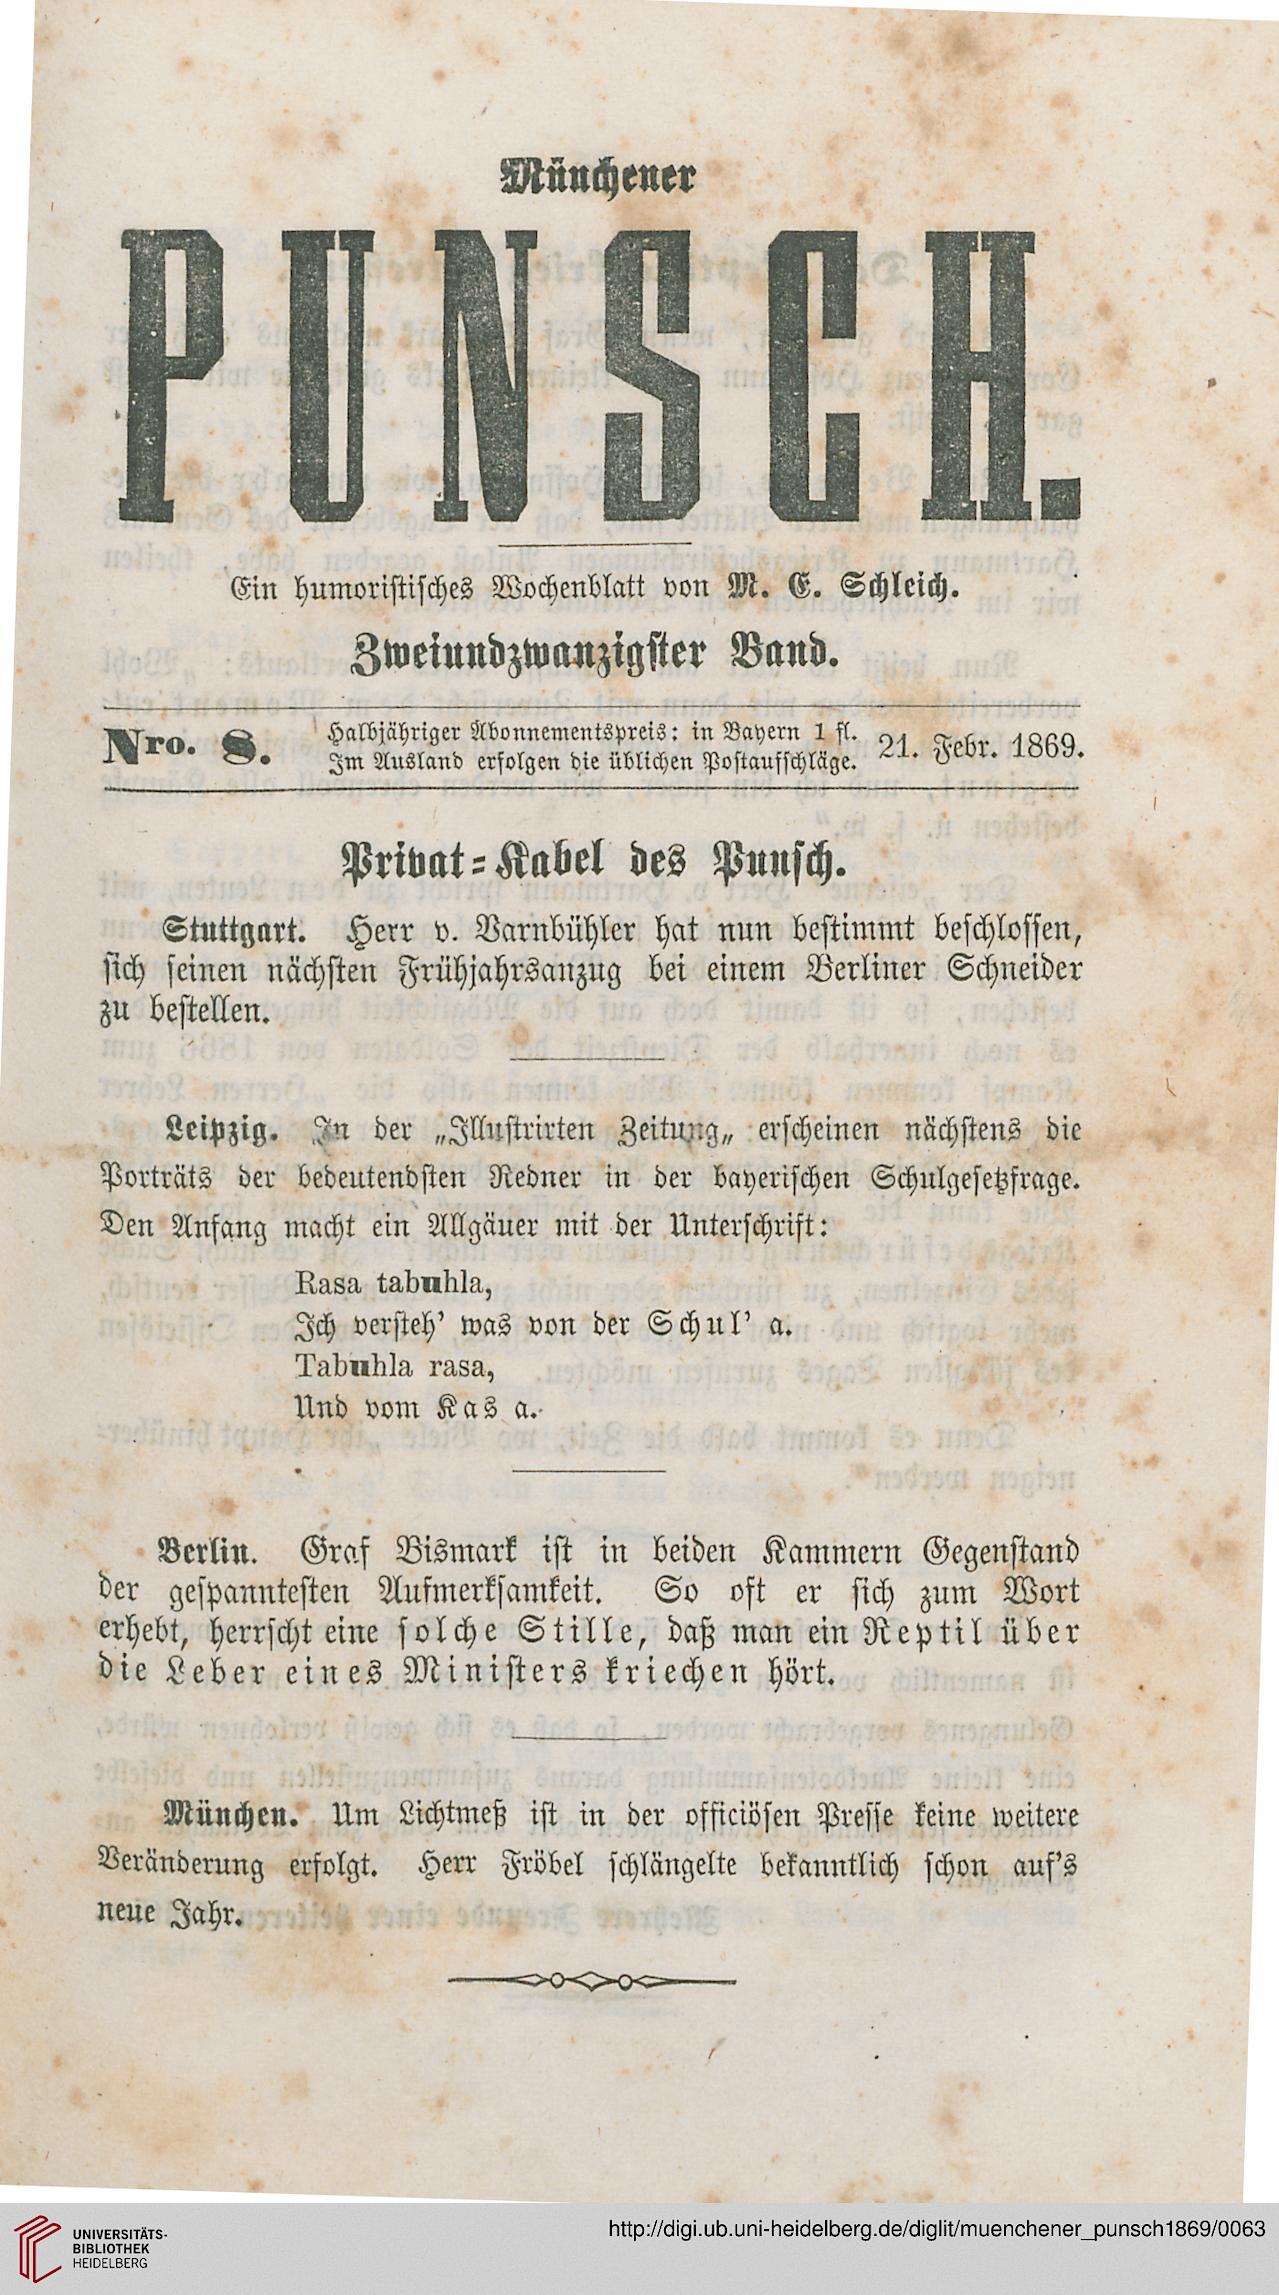 Münchener
PUNSCH.
Ein humoristisches Wochenblatt von M. E. Schleich.
Zweiundzwanzigster Band.
Nro. 8.
Halbjähriger Abonnementspreis: in Bayern 1 fl.
Im Ausland erfolgen die üblichen Postaufschläge.
21. Febr. 1869.
Privat-Kabel des Punsch.
Stuttgart. Herr v. Varnbühler hat nun bestimmt beschlossen,
sich seinen nächsten Frühjahrsanzug bei einem Berliner Schneider
zu bestellen.
Leipzig. In der „Illustrirten Zeitung„ erscheinen nächstens die
Porträts der bedeutendsten Redner in der bayerischen Schulgesetzfrage.
Den Anfang macht ein Allgäuer mit der Unterschrift:
Rasa tabuhla,
Ich versteh' was von der Schul' a.
Tabuhla rasa,
Und vom Kas a.
Berlin. Graf Bismark ist in beiden Kammern Gegenstand
der gespanntesten Aufmerksamkeit. So oft er sich zum Wort
erhebt, herrscht eine solche Stille, daß man ein Reptil über
die Leber eines Ministers kriechen hört.
München. Um Lichtmeß ist in der officiösen Presse keine weitere
Veränderung erfolgt. Herr Fröbel schlängelte bekanntlich schon auf's
neue Jahr.
UNIVERSITÄTS-
BIBLIOTHEK
HEIDELBERG
http://digi.ub.uni-heidelberg.de/diglit/muenchener_punsch1869/0063